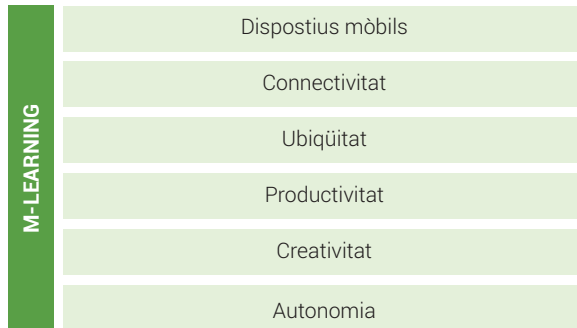 M-LEARNING
Dispostius mòbils
Connectivitat
Ubiqüitat
Productivitat
Creativitat
Autonomia